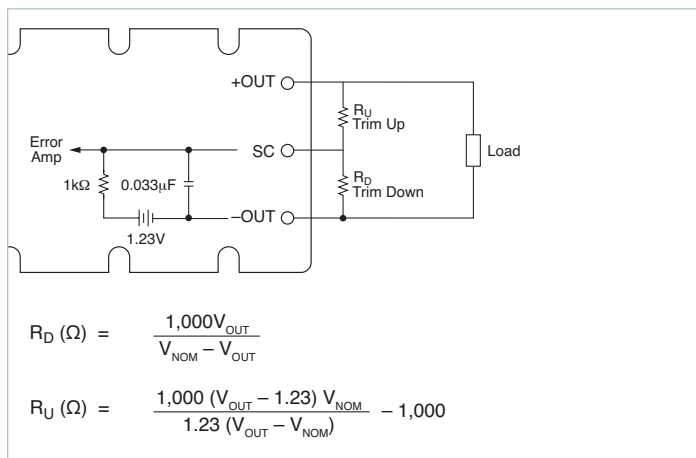 +OUT
R_U
Trim Up
Error
Amp
SC
Load
1kΩ
0.033μF
R_D
Trim Down
–OUT
1.23V
R_D (Ω) = 1,000V_OUT / V_NOM – V_OUT
R_U (Ω) = 1,000 (V_OUT – 1.23) V_NOM / 1.23 (V_OUT – V_NOM) – 1,000